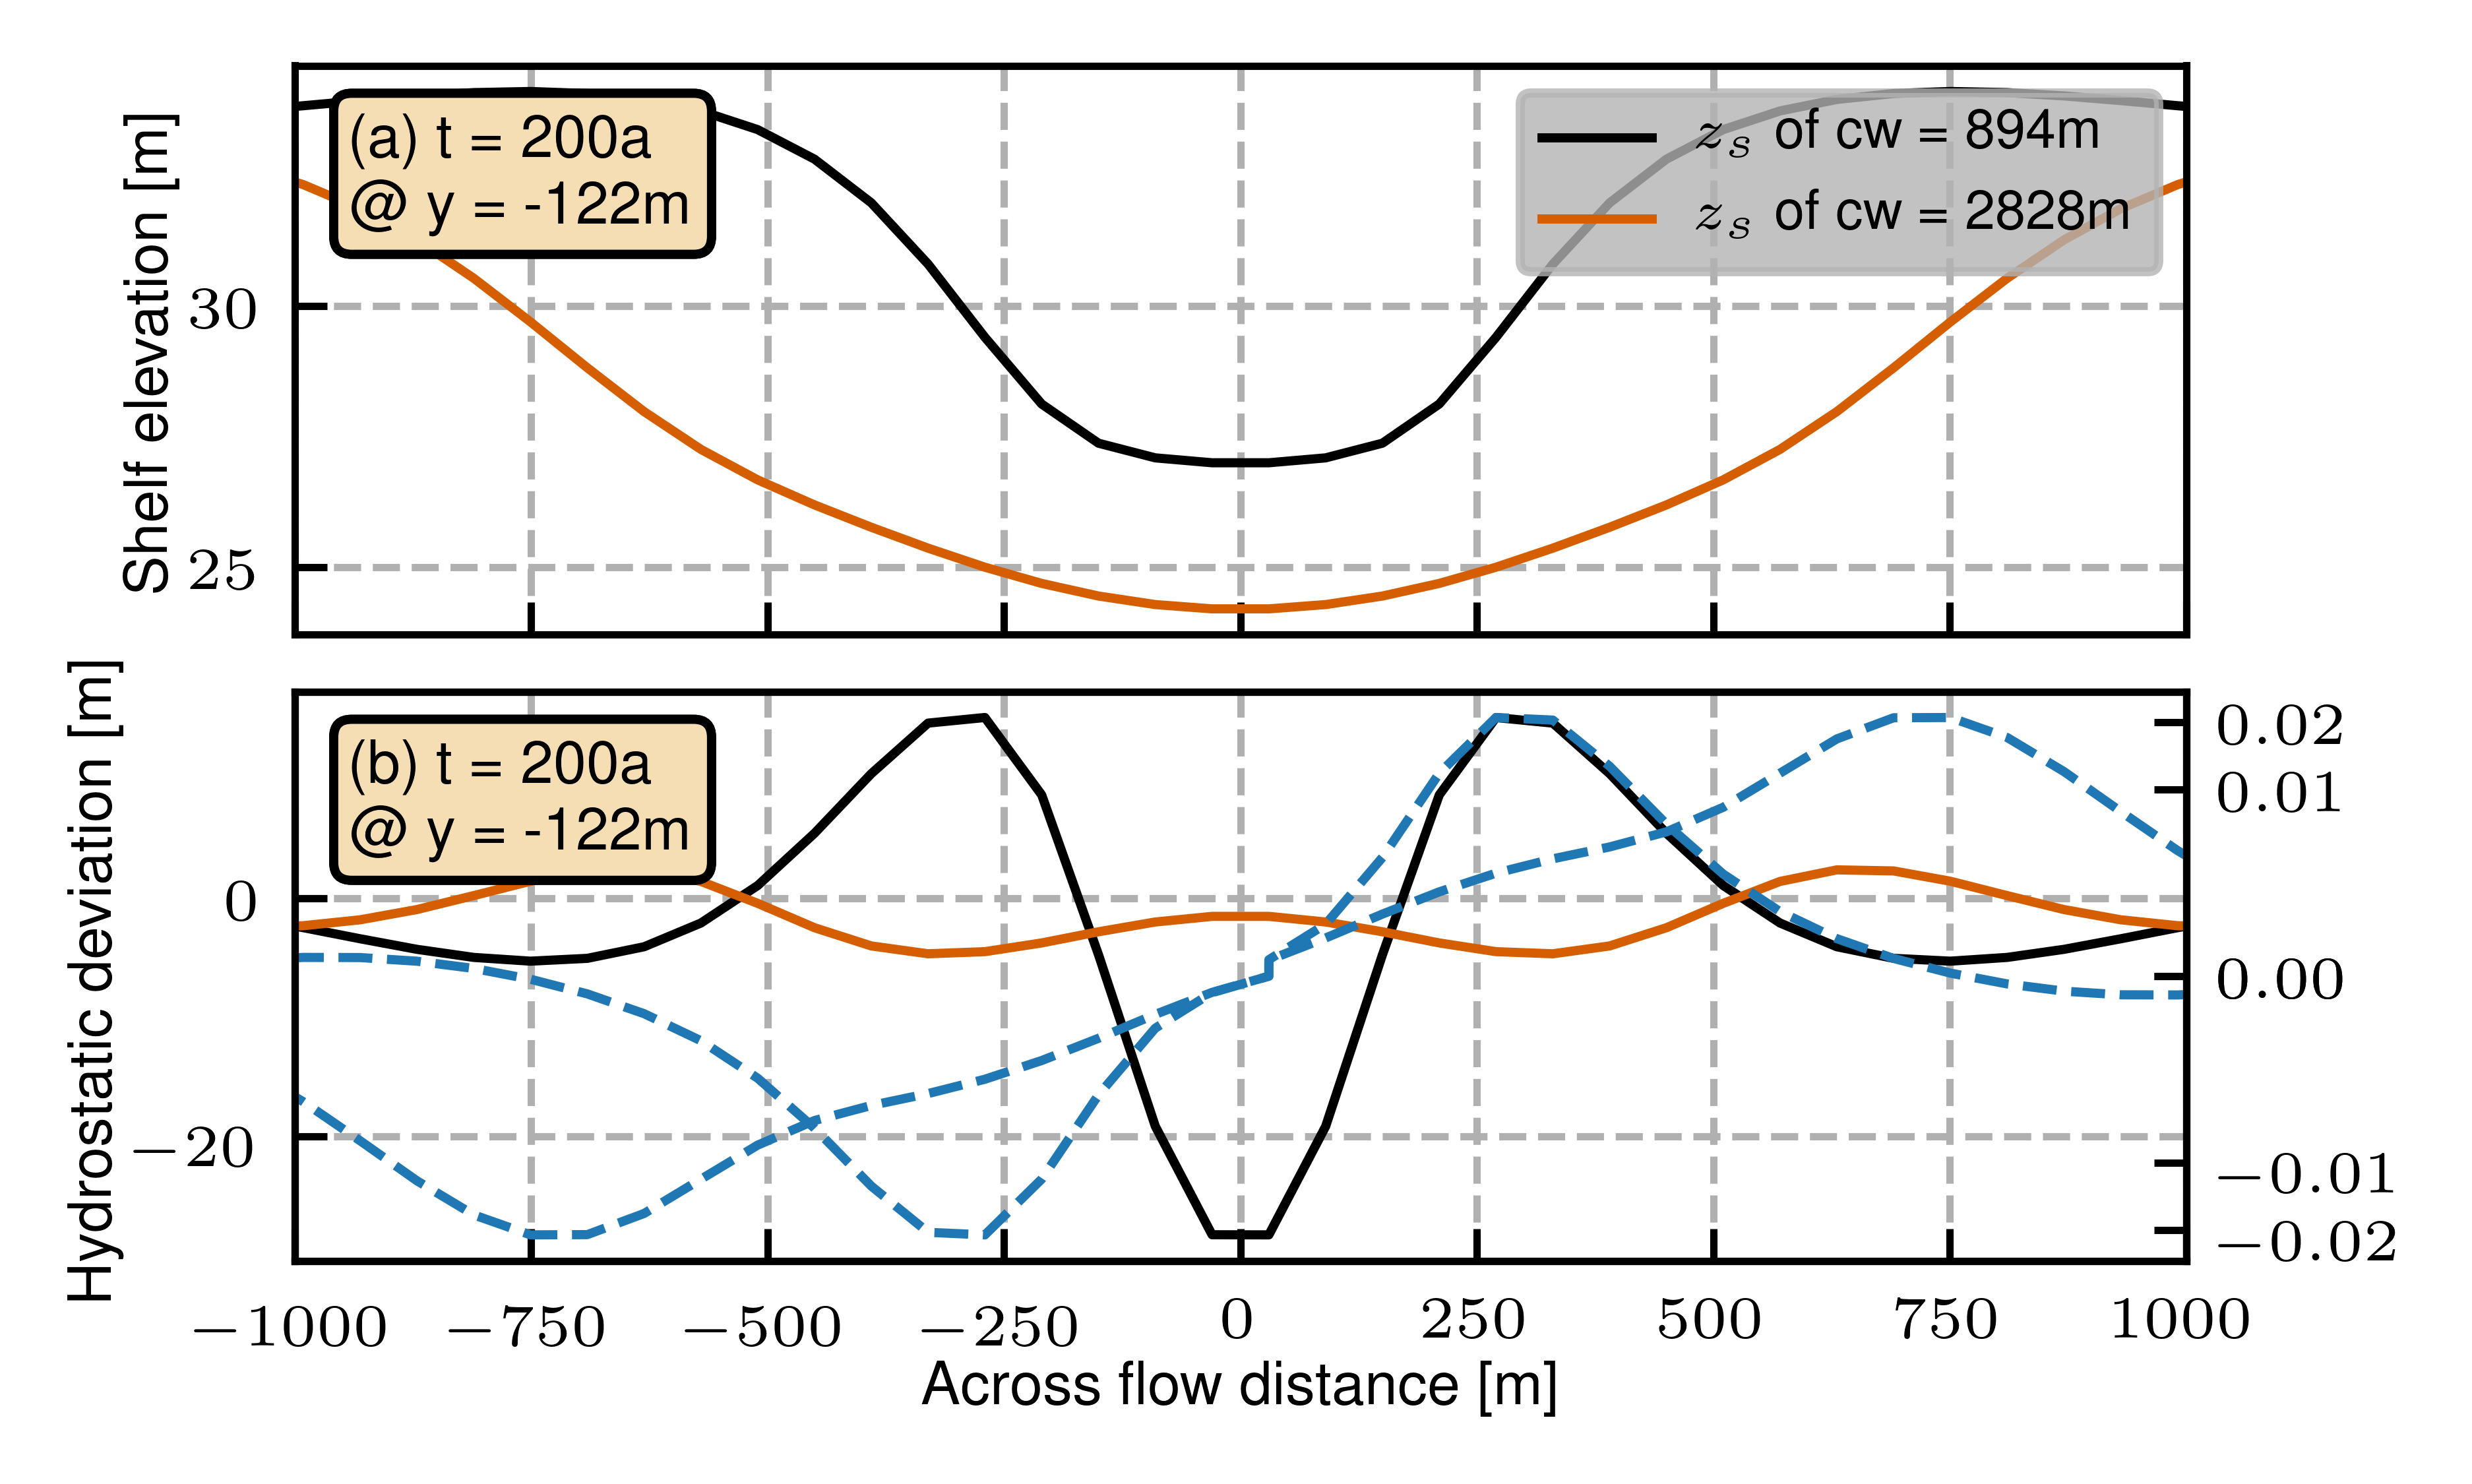 Shelf elevation [m]
30
25
(a) t = 200a
@ y = -122m
z_s of cw = 894m
z_s of cw = 2828m
Hydrostatic deviation [m]
0
−20
(b) t = 200a
@ y = -122m
0.02
0.01
0.00
−0.01
−0.02
−1000 −750 −500 −250 0 250 500 750 1000
Across flow distance [m]